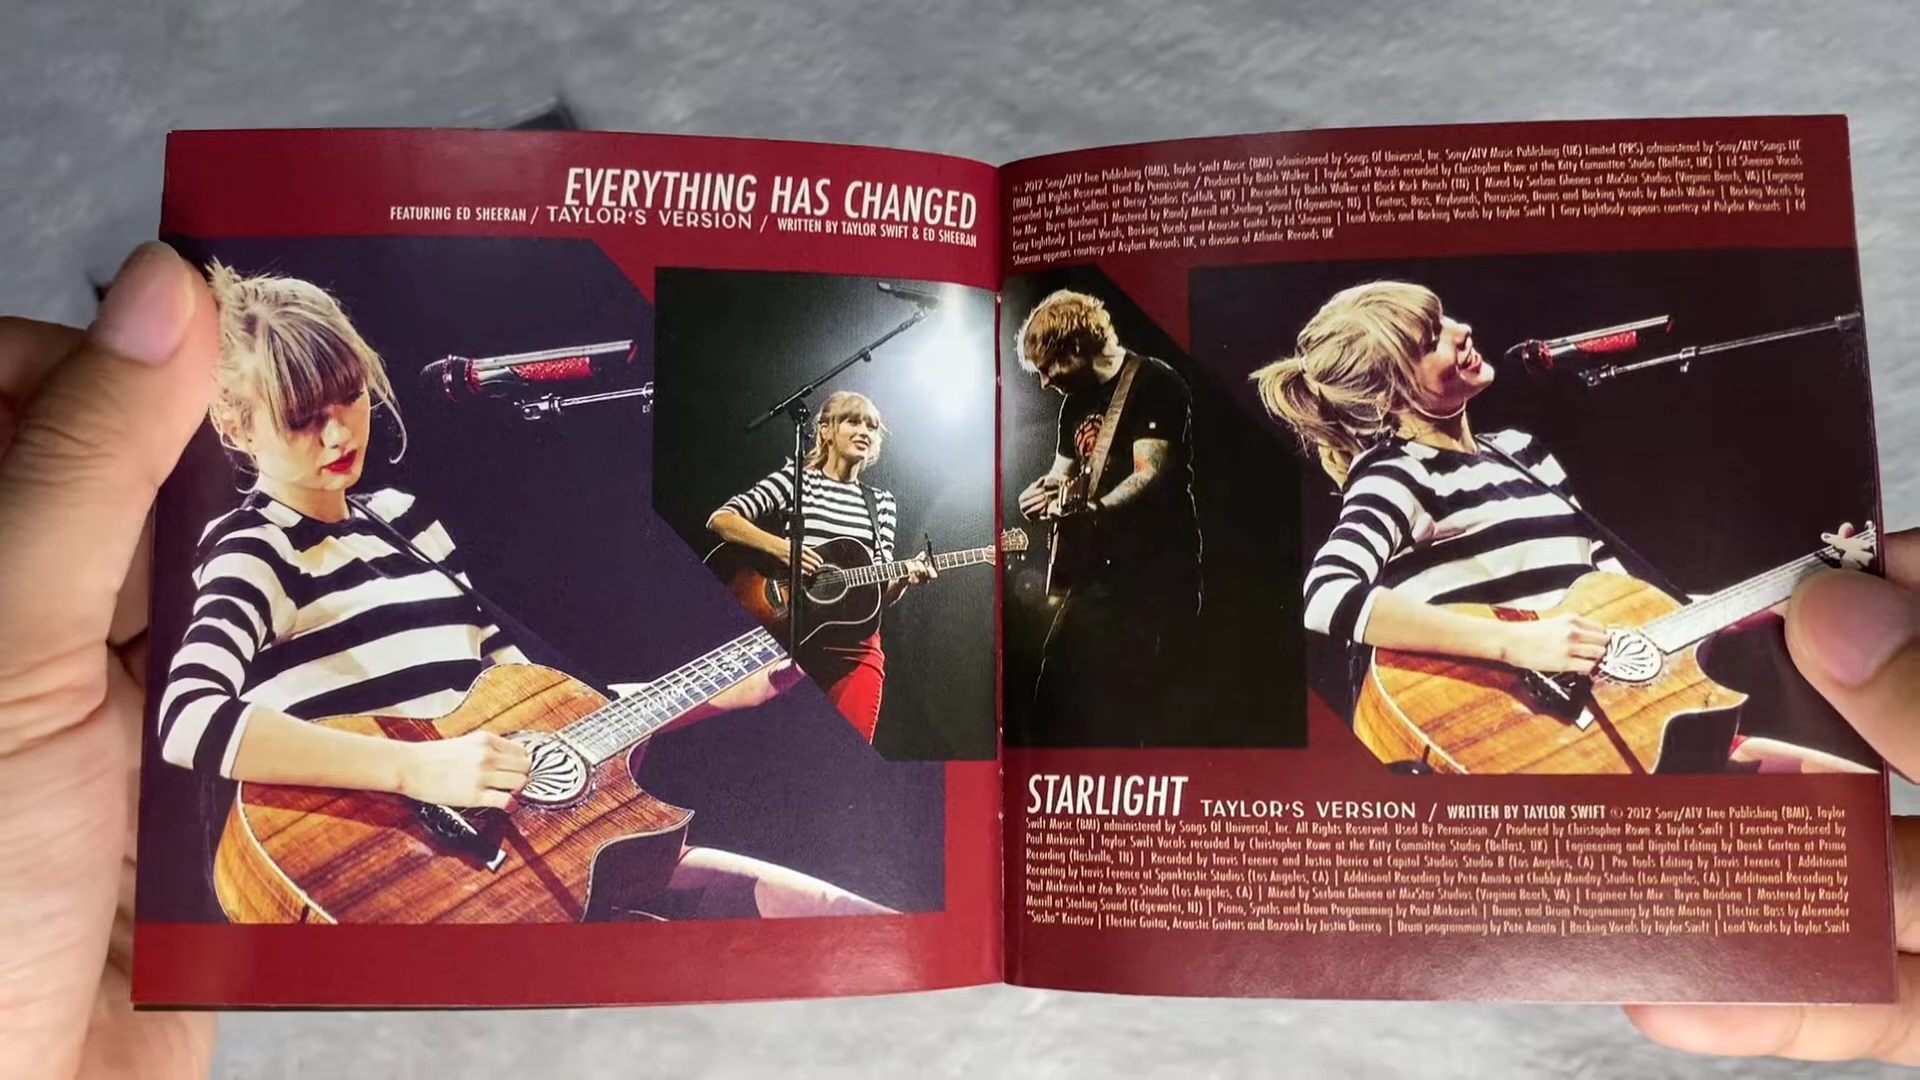 EVERYTHING HAS CHANGED
FEATURING ED SHEERAN / TAYLOR'S VERSION / WRITTEN BY TAYLOR SWIFT & ED SHEERAN
℗ 2012 Sony/ATV Tree Publishing (BMI), Taylor Swift Music (BMI) administered by Songs Of Universal, Inc. Sony/ATV Music Publishing (UK) Limited (PRS) administered by Sony/ATV Songs LLC
(BMI). All Rights Reserved. Used By Permission / Produced by Butch Walker | Taylor Swift Vocals recorded by Christopher Rowe at the Kitty Committee Studio (Belfast, UK) | Ed Sheeran Vocals
recorded by Robert Sellens at Decoy Studios (Suffolk, UK) | Recorded by Butch Walker at Block Rock Ranch (TN) | Mixed by Serban Ghenea at MixStar Studios (Virginia Beach, VA) | Engineer
for Mix - Bryce Bordone | Mastered by Randy Merrill at Sterling Sound (Edgewater, NJ) | Guitars, Bass, Keyboards, Percussion, Drums and Backing Vocals by Butch Walker | Backing Vocals by
Gary Lightbody | Lead Vocals, Backing Vocals and Acoustic Guitar by Ed Sheeran | Lead Vocals and Backing Vocals by Taylor Swift | Gary Lightbody appears courtesy of Polydor Records | Ed
Sheeran appears courtesy of Asylum Records UK, a division of Atlantic Records UK
STARLIGHT TAYLOR'S VERSION / WRITTEN BY TAYLOR SWIFT © 2012 Sony/ATV Tree Publishing (BMI), Taylor
Swift Music (BMI) administered by Songs Of Universal, Inc. All Rights Reserved. Used By Permission / Produced by Christopher Rowe & Taylor Swift | Executive Produced by
Paul Mirkovich | Taylor Swift Vocals recorded by Christopher Rowe at the Kitty Committee Studio (Belfast, UK) | Engineering and Digital Editing by Derek Garten at Prime
Recording (Nashville, TN) | Recorded by Travis Ference and Justin Derrico at Capitol Studios Studio B (Los Angeles, CA) | Pro Tools Editing by Travis Ference | Additional
Recording by Travis Ference at Spanktastic Studios (Los Angeles, CA) | Additional Recording by Pete Amato at Chubby Monday Studio (Los Angeles, CA) | Additional Recording by
Paul Mirkovich at Zoe Rose Studio (Los Angeles, CA) | Mixed by Serban Ghenea at MixStar Studios (Virginia Beach, VA) | Engineer for Mix - Bryce Bordone | Mastered by Randy
Merrill at Sterling Sound (Edgewater, NJ) | Piano, Synths and Drum Programming by Paul Mirkovich | Drums and Drum Programming by Nate Morton | Electric Bass by Alexander
"Sasha" Krivtsov | Electric Guitar, Acoustic Guitars and Bazouki by Justin Derrico | Drum programming by Pete Amato | Backing Vocals by Taylor Swift | Lead Vocals by Taylor Swift